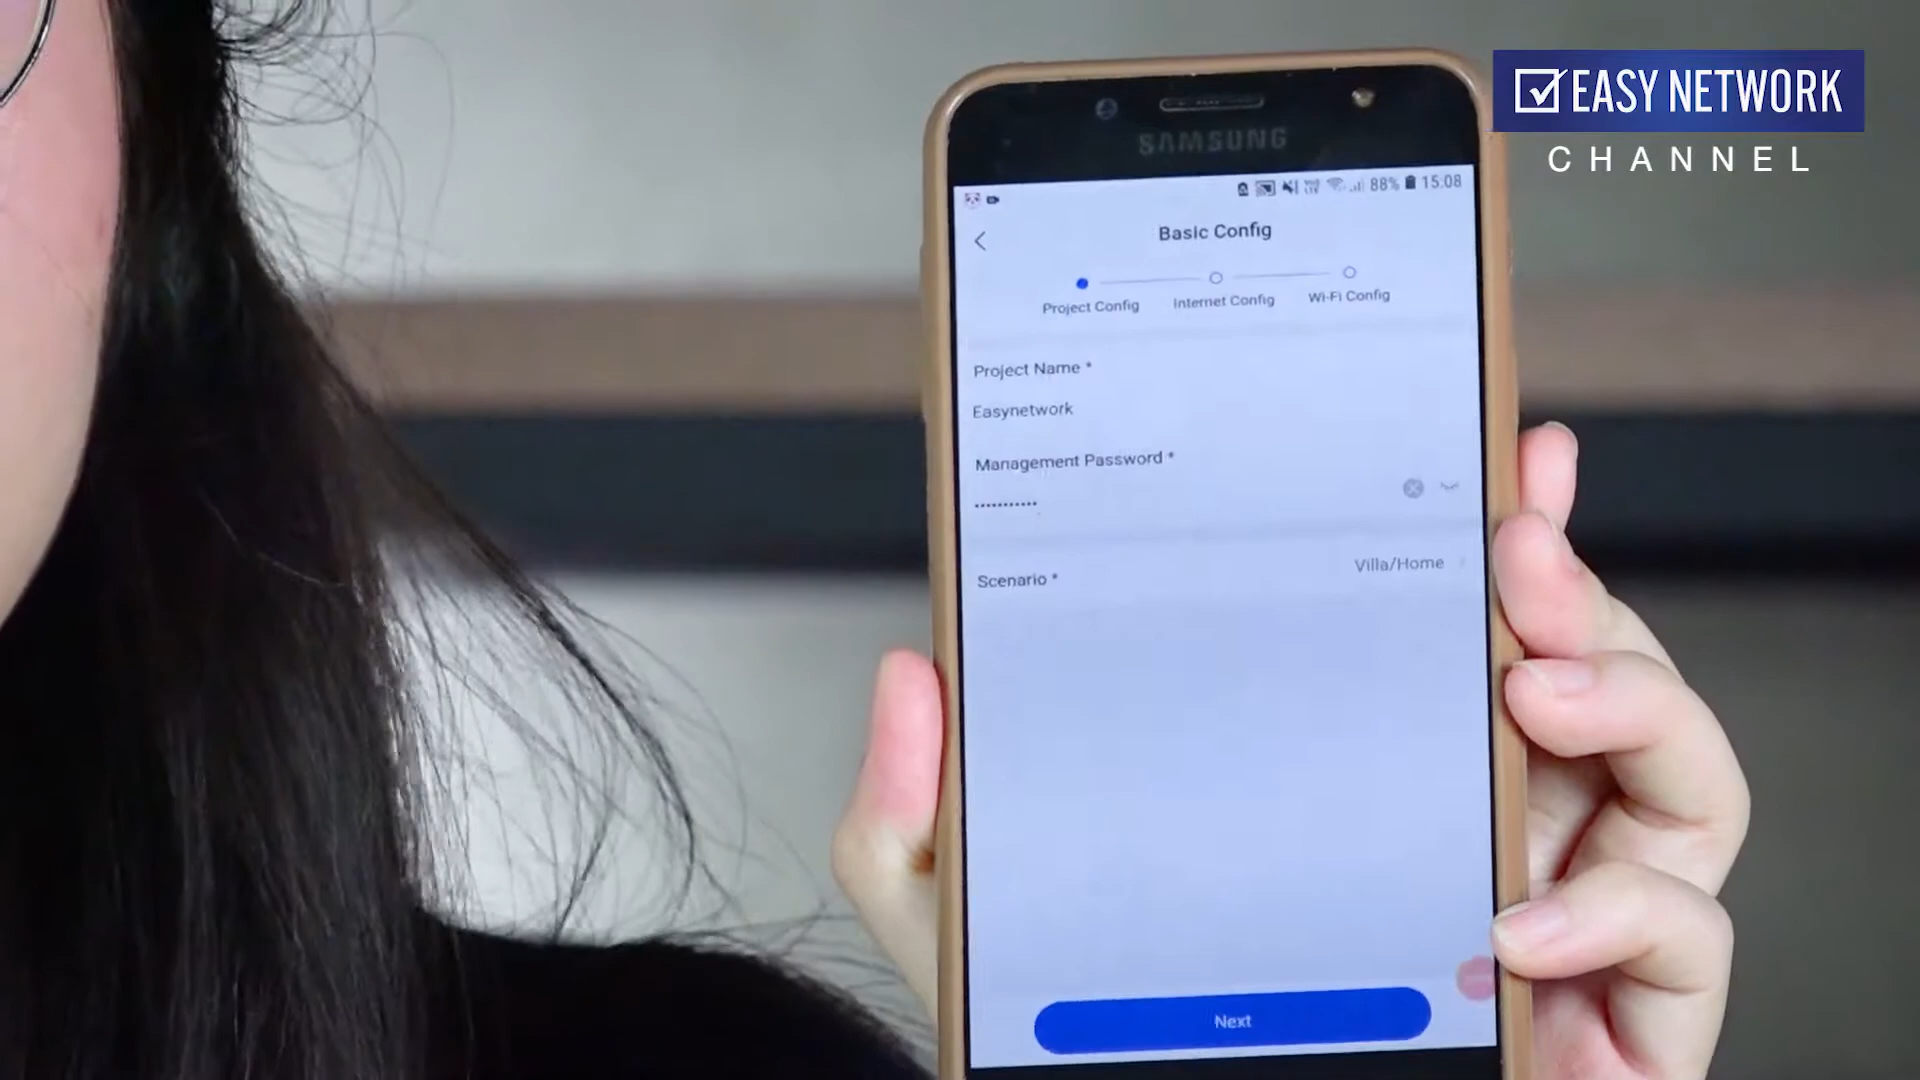 EASY NETWORK
CHANNEL
SAMSUNG
88% 15:08
Basic Config
Project Config Internet Config Wi-Fi Config
Project Name *
Easynetwork
Management Password *
•••••••••••
Scenario * Villa/Home
Next